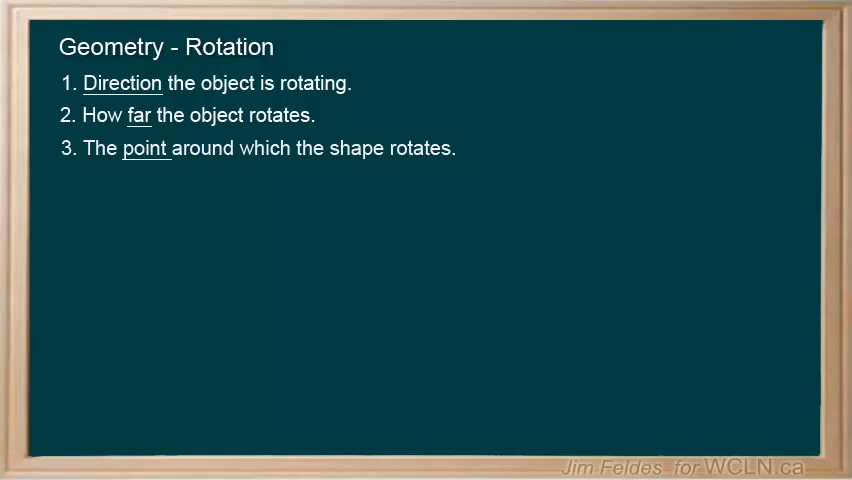 Geometry - Rotation
1. Direction the object is rotating.
2. How far the object rotates.
3. The point around which the shape rotates.
Jim Feldes for WCLN.ca